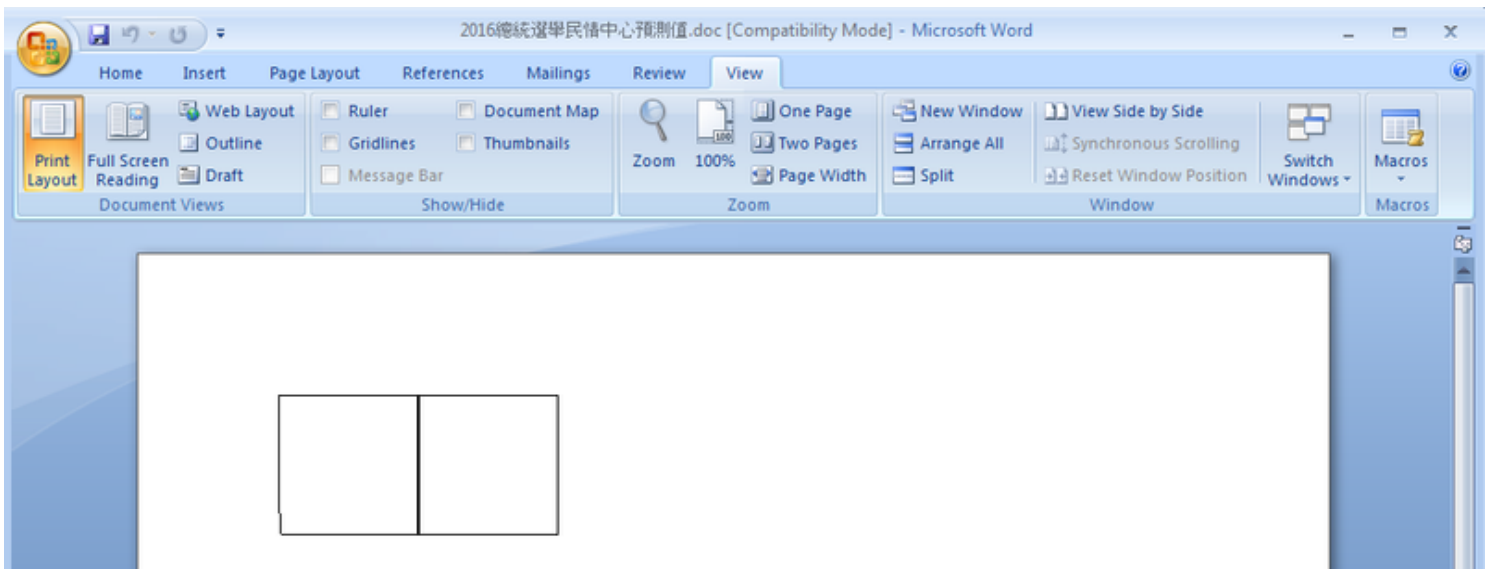 2016總統選舉民情中心預測值.doc [Compatibility Mode] - Microsoft Word
Home Insert Page Layout References Mailings Review View
Print Layout
Full Screen Reading
Web Layout
Outline
Draft
Document Views
Ruler
Gridlines
Message Bar
Document Map
Thumbnails
Show/Hide
Zoom
100%
One Page
Two Pages
Page Width
Zoom
New Window
Arrange All
Split
View Side by Side
Synchronous Scrolling
Reset Window Position
Switch Windows
Window
Macros
Macros